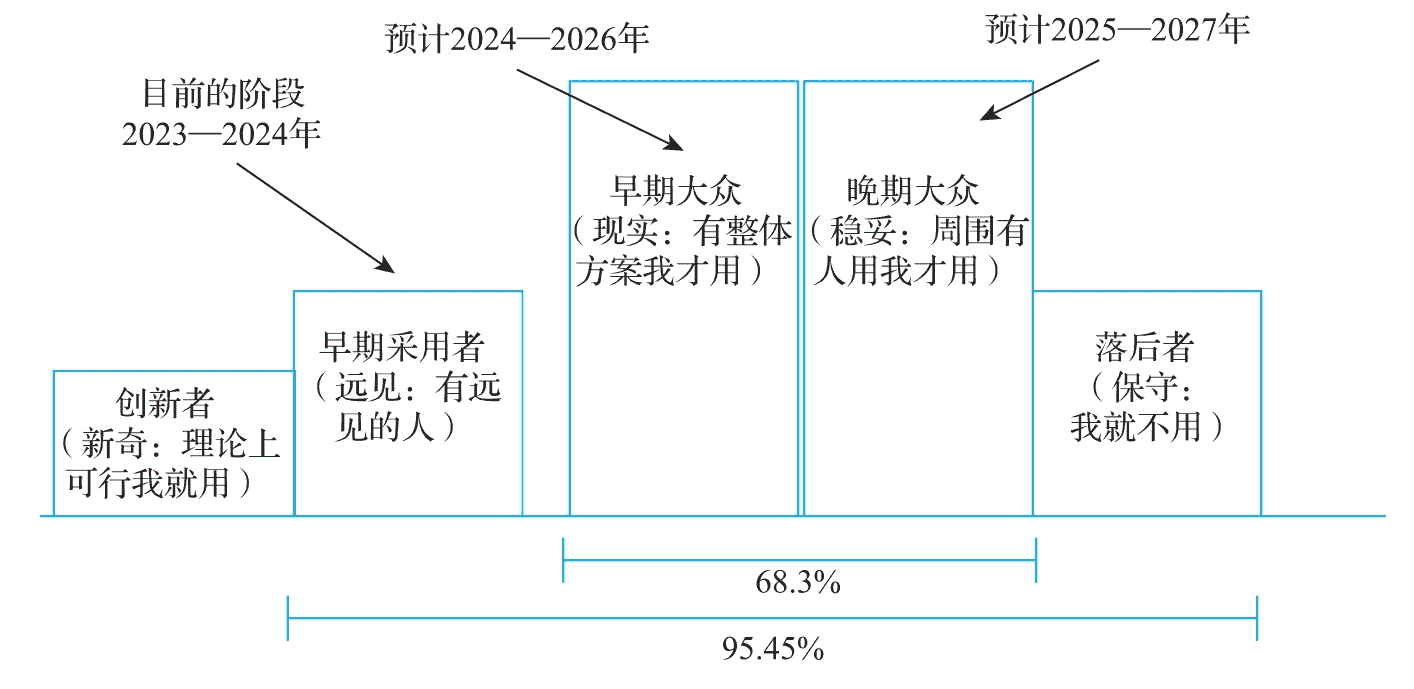 预计2024—2026年
预计2025—2027年
目前的阶段
2023—2024年
创新者
（新奇：理论上
可行我就用）
早期采用者
（远见：有远
见的人）
早期大众
（现实：有整体
方案我才用）
晚期大众
（稳妥：周围有
人用我才用）
落后者
（保守：
我就不用）
68.3%
95.45%